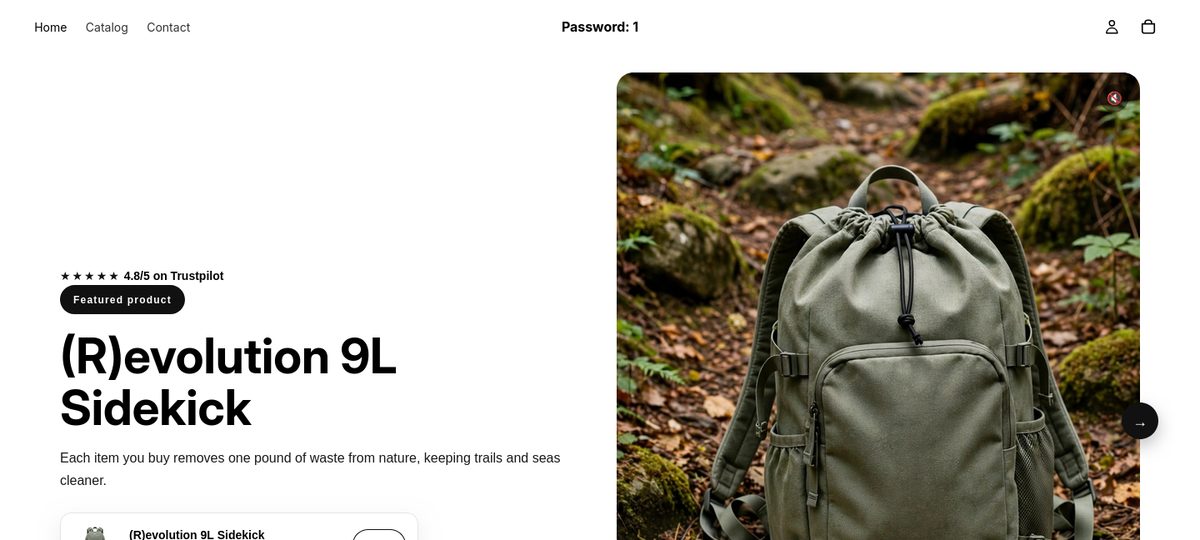 Home Catalog Contact Password: 1
★★★★★ 4.8/5 on Trustpilot
Featured product
(R)evolution 9L
Sidekick
Each item you buy removes one pound of waste from nature, keeping trails and seas
cleaner.
(R)evolution 9L Sidekick
→